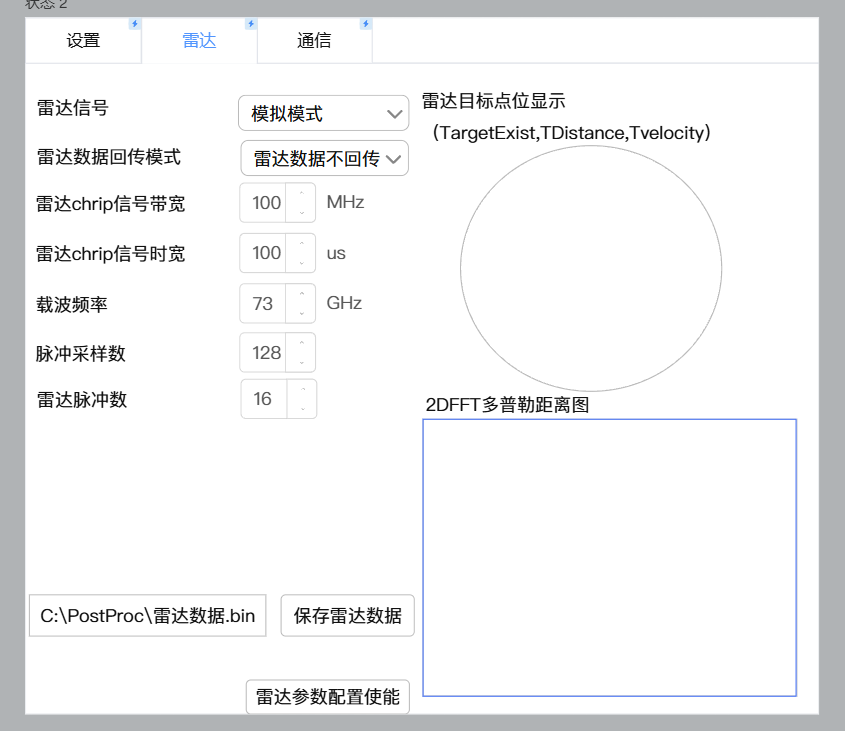 状态 2
设置
雷达
通信
雷达信号
模拟模式
雷达数据回传模式
雷达数据不回传
雷达chrip信号带宽
100
MHz
雷达chrip信号时宽
100
us
载波频率
73
GHz
脉冲采样数
128
雷达脉冲数
16
雷达目标点位显示
（TargetExist,TDistance,Tvelocity）
2DFFT多普勒距离图
C:\PostProc\雷达数据.bin
保存雷达数据
雷达参数配置使能